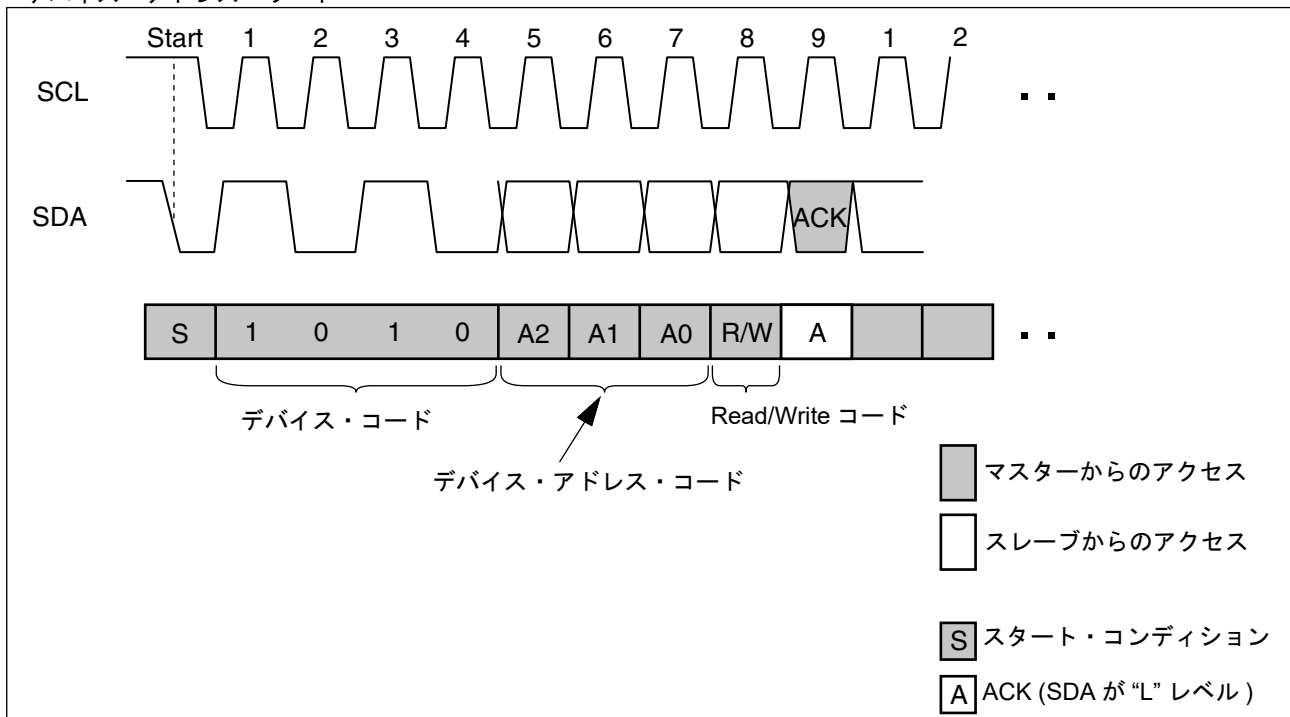 Start 1 2 3 4 5 6 7 8 9 1 2
SCL
SDA
ACK
S 1 0 1 0 A2 A1 A0 R/W A
デバイス・コード
Read/Write コード
デバイス・アドレス・コード
マスターからのアクセス
スレーブからのアクセス
S スタート・コンディション
A ACK (SDA が “L” レベル )